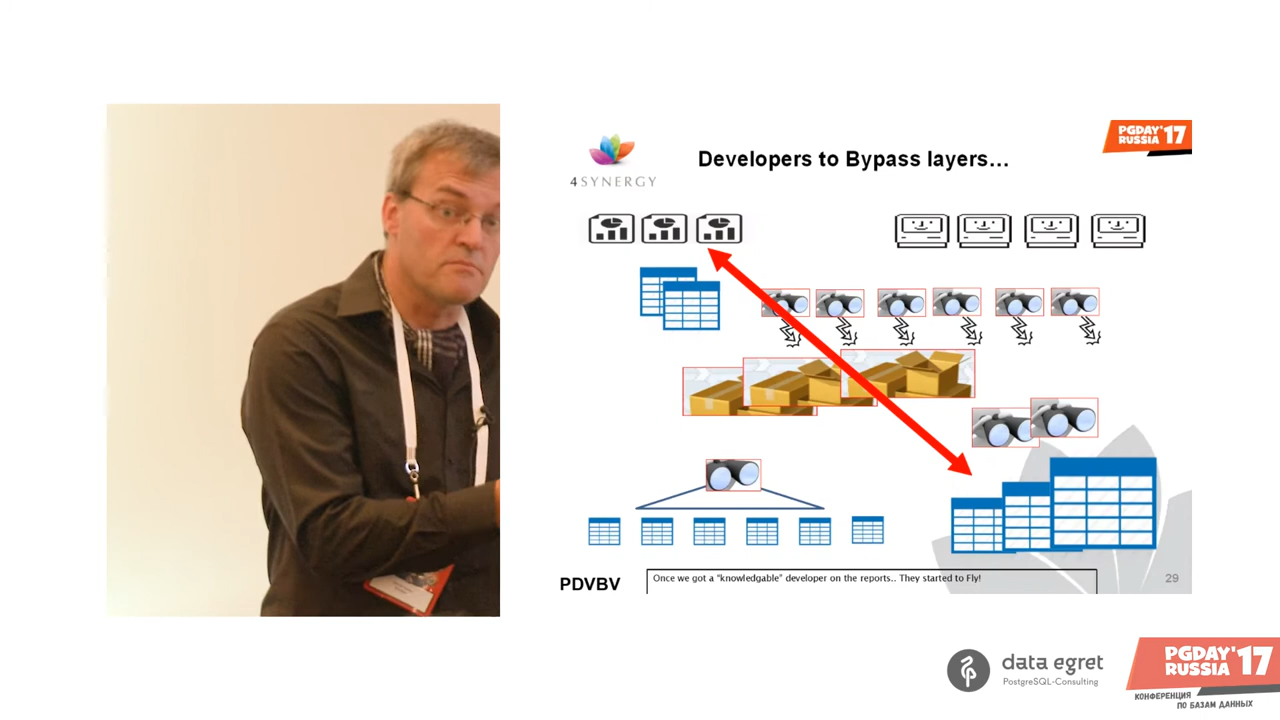 4SYNERGY
Developers to Bypass layers...
PGDAY'17
RUSSIA
PDVBV
Once we got a "knowledgable" developer on the reports.. They started to Fly!
29
data egret
PostgreSQL-Consulting
PGDAY'17
RUSSIA
КОНФЕРЕНЦИЯ
ПО БАЗАМ ДАННЫХ